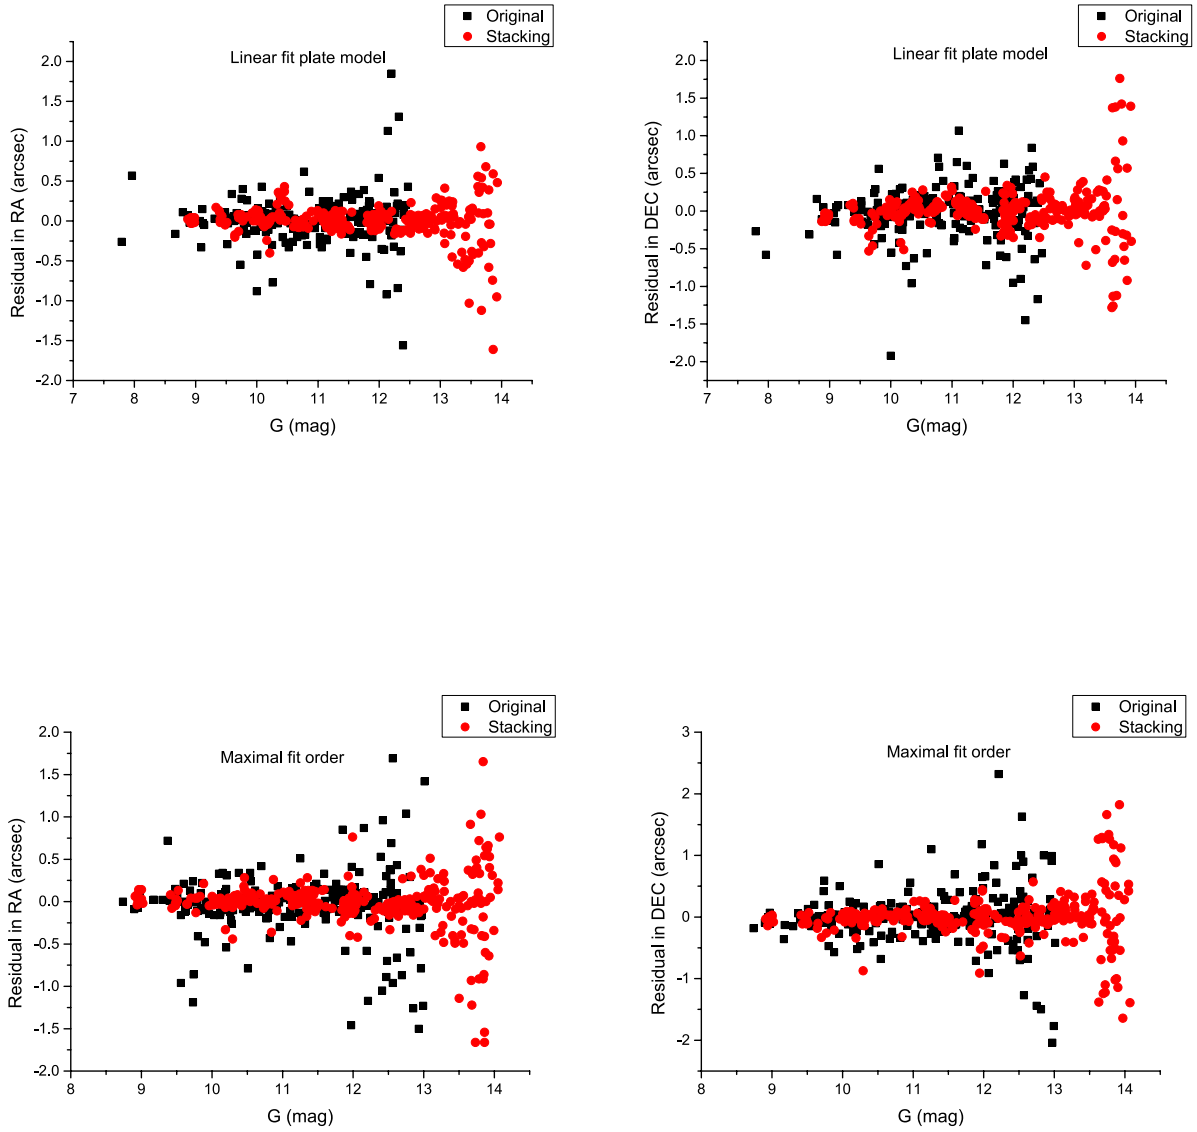 Original
Stacking
Linear fit plate model
2.0
1.5
1.0
0.5
0.0
-0.5
-1.0
-1.5
-2.0
Residual in RA (arcsec)
7 8 9 10 11 12 13 14
G (mag)
Original
Stacking
Linear fit plate model
2.0
1.5
1.0
0.5
0.0
-0.5
-1.0
-1.5
-2.0
Residual in DEC (arcsec)
7 8 9 10 11 12 13 14
G(mag)
Original
Stacking
Maximal fit order
2.0
1.5
1.0
0.5
0.0
-0.5
-1.0
-1.5
-2.0
Residual in RA (arcsec)
8 9 10 11 12 13 14
G (mag)
Original
Stacking
Maximal fit order
3
2
1
0
-1
-2
Residual in DEC (arcsec)
8 9 10 11 12 13 14
G (mag)